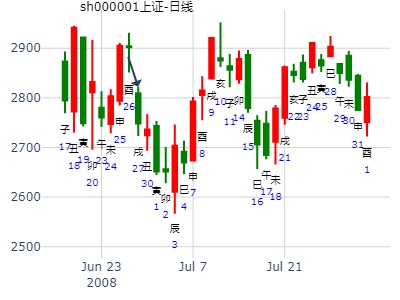 sh000001上证-日线
2900
2800
2700
2600
2500
子
17
丑
18
寅
19
卯
20
午
23
未
24
申
25
酉
26
戌
27
丑
30
寅
1
卯
2
辰
3
巳
4
申
7
酉
8
戌
9
亥
10
子
11
卯
14
辰
15
巳
16
午
17
未
18
戌
21
亥
22
子
23
丑
24
寅
25
巳
28
午
29
未
30
申
31
酉
1
Jun 23
2008
Jul 7
Jul 21